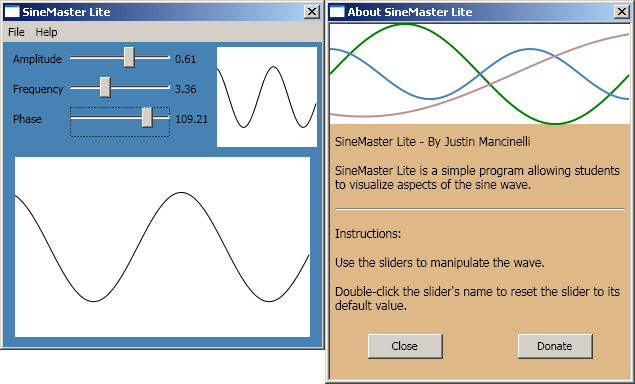 SineMaster Lite
File Help
Amplitude 0.61
Frequency 3.36
Phase 109.21
About SineMaster Lite
SineMaster Lite - By Justin Mancinelli
SineMaster Lite is a simple program allowing students
to visualize aspects of the sine wave.
Instructions:
Use the sliders to manipulate the wave.
Double-click the slider's name to reset the slider to its
default value.
Close Donate